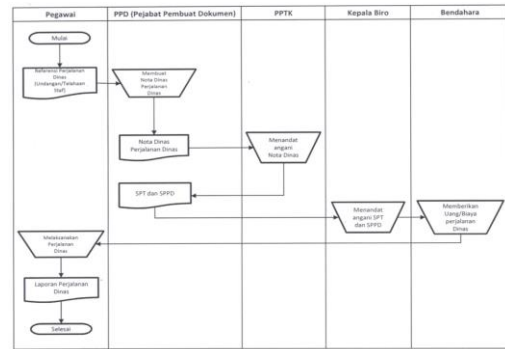 Pegawai
PPD (Pejabat Pembuat Dokumen)
PPTK
Kepala Biro
Bendahara
Mulai
Referensi Perjalanan
Dinas
(Undangan/Telahaan
Staf)
Membuat
Nota Dinas
Perjalanan
Dinas
Nota Dinas
Perjalanan Dinas
Menandat
angani
Nota Dinas
SPT dan SPPD
Menandat
angani SPT
dan SPPD
Memberikan
Uang/Biaya
perjalanan
Dinas
Melaksanakan
Perjalanan
Dinas
Laporan Perjalanan
Dinas
Selesai